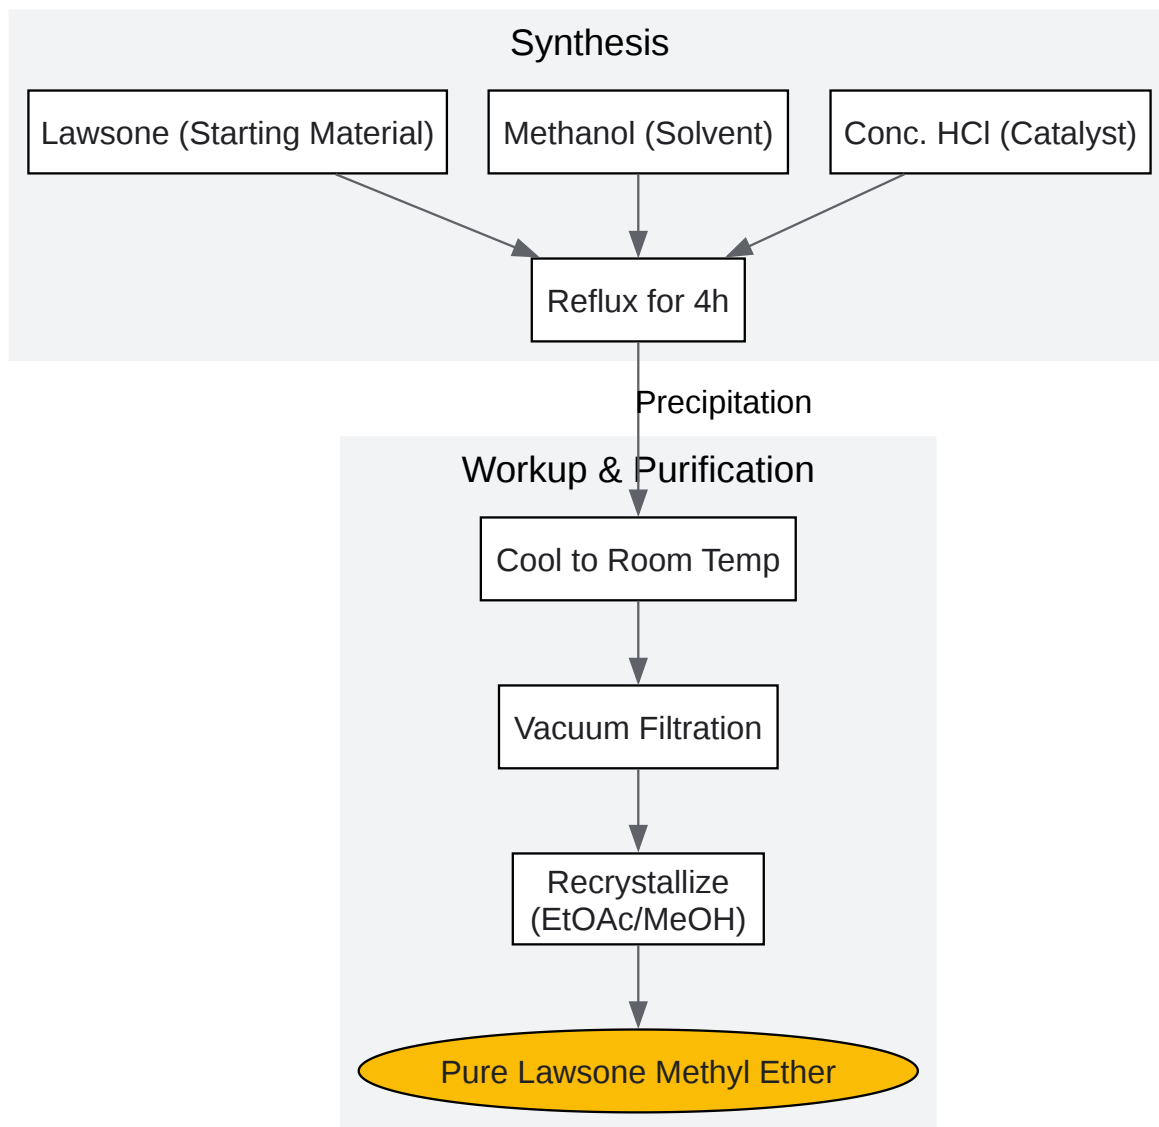 Synthesis
Lawsone (Starting Material)
Methanol (Solvent)
Conc. HCl (Catalyst)
Reflux for 4h
Precipitation
Workup & Purification
Cool to Room Temp
Vacuum Filtration
Recrystallize
(EtOAc/MeOH)
Pure Lawsone Methyl Ether